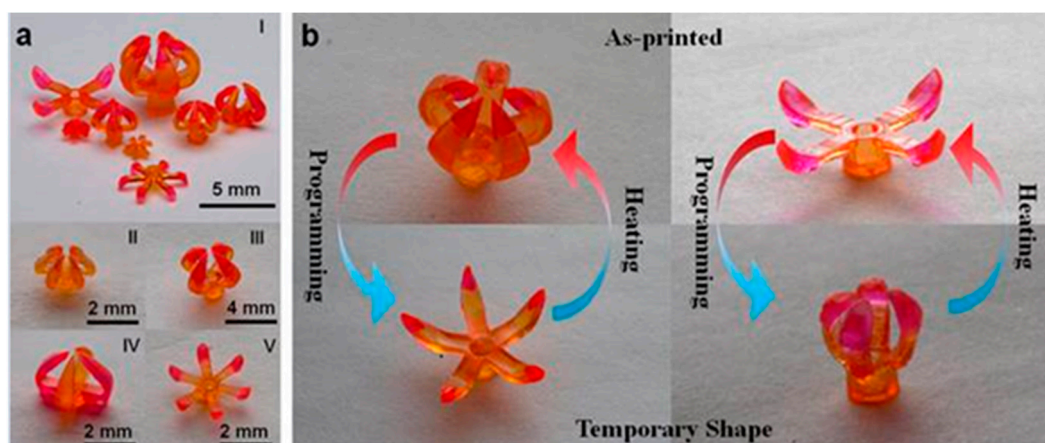 a
I
5 mm
II
2 mm
III
4 mm
IV
2 mm
V
2 mm
b
As-printed
Programming
Heating
Programming
Heating
Temporary Shape